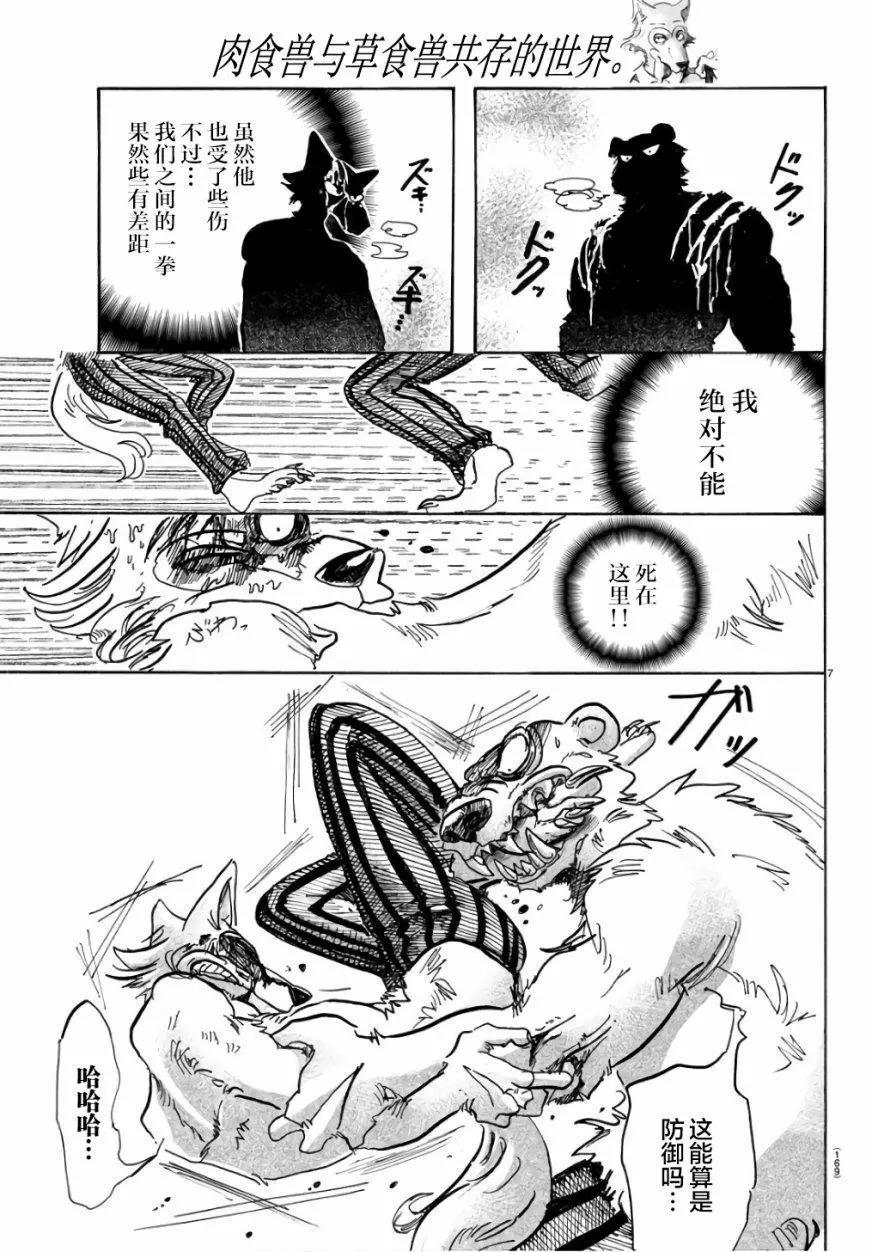 肉食兽与草食兽共存的世界。
ドクッ
ドクッ
虽然他
也受了些伤
不过…
我们之间的一拳
果然些有差距
ズキ…
ズキ…
我
绝对不能
死在
这里!!
ぶわっ
7
ガッ
这能算是
防御吗…
哈哈哈…
(169)